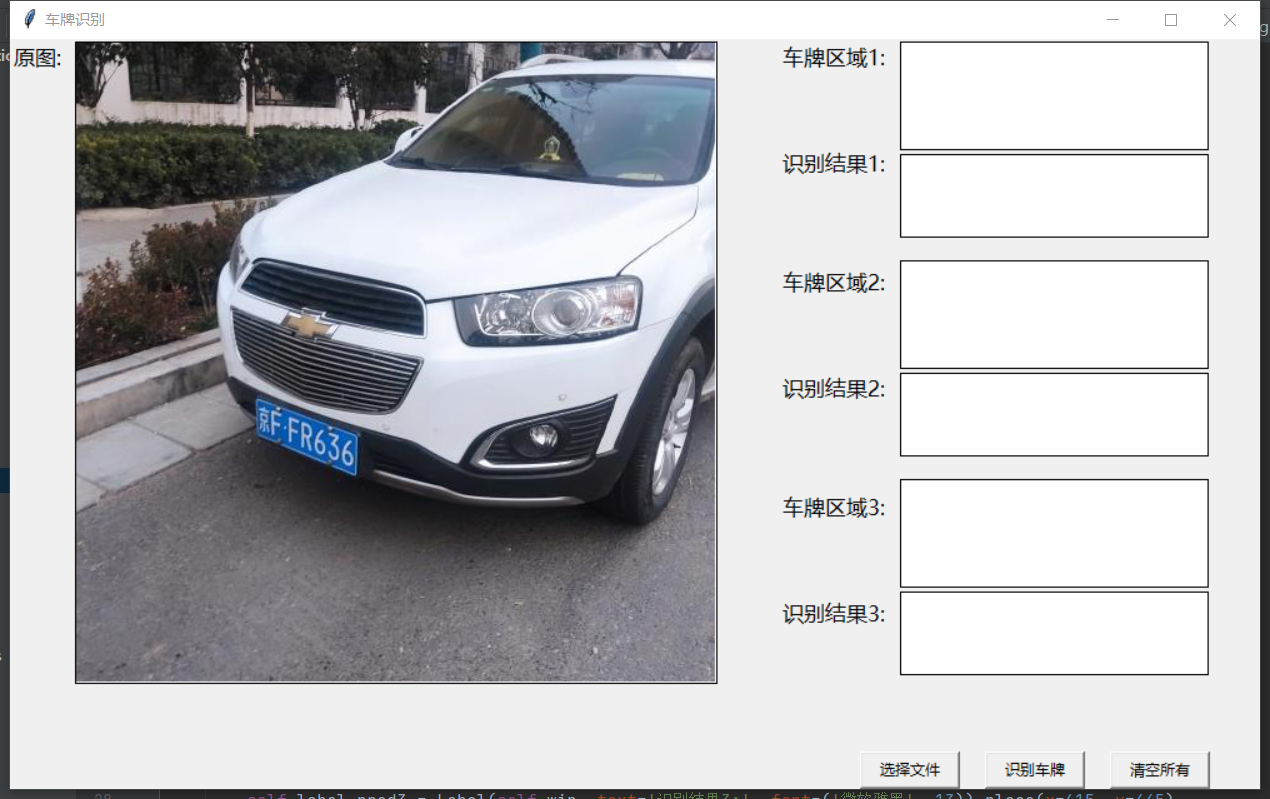 车牌识别
原图:
京F·FR636
车牌区域1:
识别结果1:
车牌区域2:
识别结果2:
车牌区域3:
识别结果3:
选择文件
识别车牌
清空所有